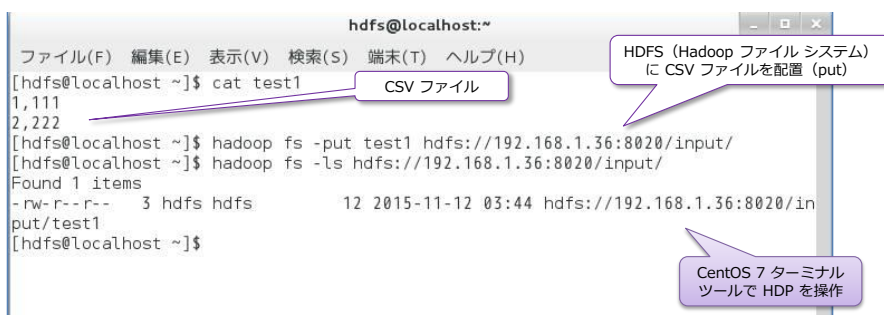 hdfs@localhost:~
ファイル(F) 編集(E) 表示(V) 検索(S) 端末(T) ヘルプ(H)
HDFS（Hadoop ファイル システム）
に CSV ファイルを配置（put）
[hdfs@localhost ~]$ cat test1
CSV ファイル
1,111
2,222
[hdfs@localhost ~]$ hadoop fs -put test1 hdfs://192.168.1.36:8020/input/
[hdfs@localhost ~]$ hadoop fs -ls hdfs://192.168.1.36:8020/input/
Found 1 items
-rw-r--r-- 3 hdfs hdfs 12 2015-11-12 03:44 hdfs://192.168.1.36:8020/in
put/test1
[hdfs@localhost ~]$
CentOS 7 ターミナル
ツールで HDP を操作